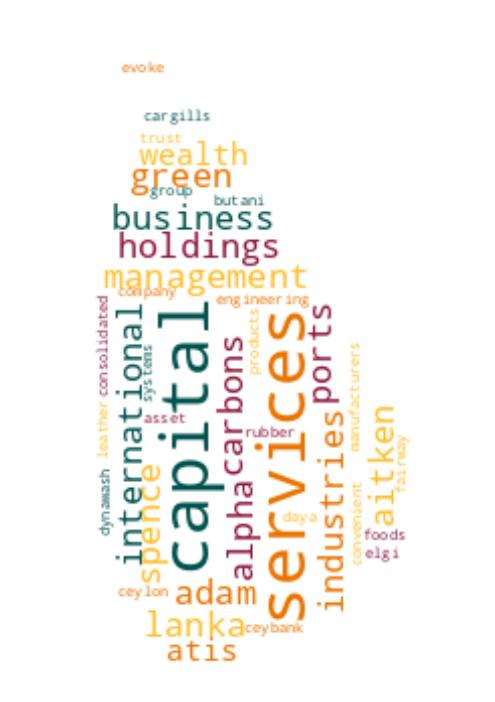 evoke
cargills
trust
wealth
green
group
butani
business
holdings
management
company
engineering
consolidated
international
systems
capital
carbons
products
services
ports
manufacturers
leather
asset
rubber
industries
aitken
fairway
dynamash
spence
alpha
daya
convenient
foods
elgi
ceylon
adam
lanka
ceybank
atis